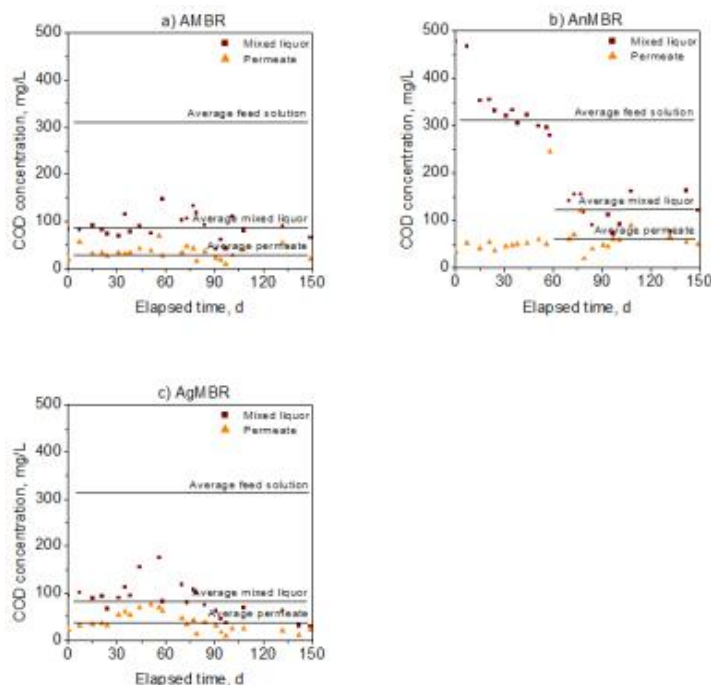 a) AMBR
500
400
300
200
100
0
COD concentration, mg/L
Mixed liquor
Permeate
Average feed solution
Average mixed liquor
Average permeate
0 30 60 90 120 150
Elapsed time, d
b) AnMBR
500
400
300
200
100
0
COD concentration, mg/L
Mixed liquor
Permeate
Average feed solution
Average mixed liquor
Average permeate
0 30 60 90 120 150
Elapsed time, d
c) AgMBR
500
400
300
200
100
0
COD concentration, mg/L
Mixed liquor
Permeate
Average feed solution
Average mixed liquor
Average permeate
0 30 60 90 120 150
Elapsed time, d